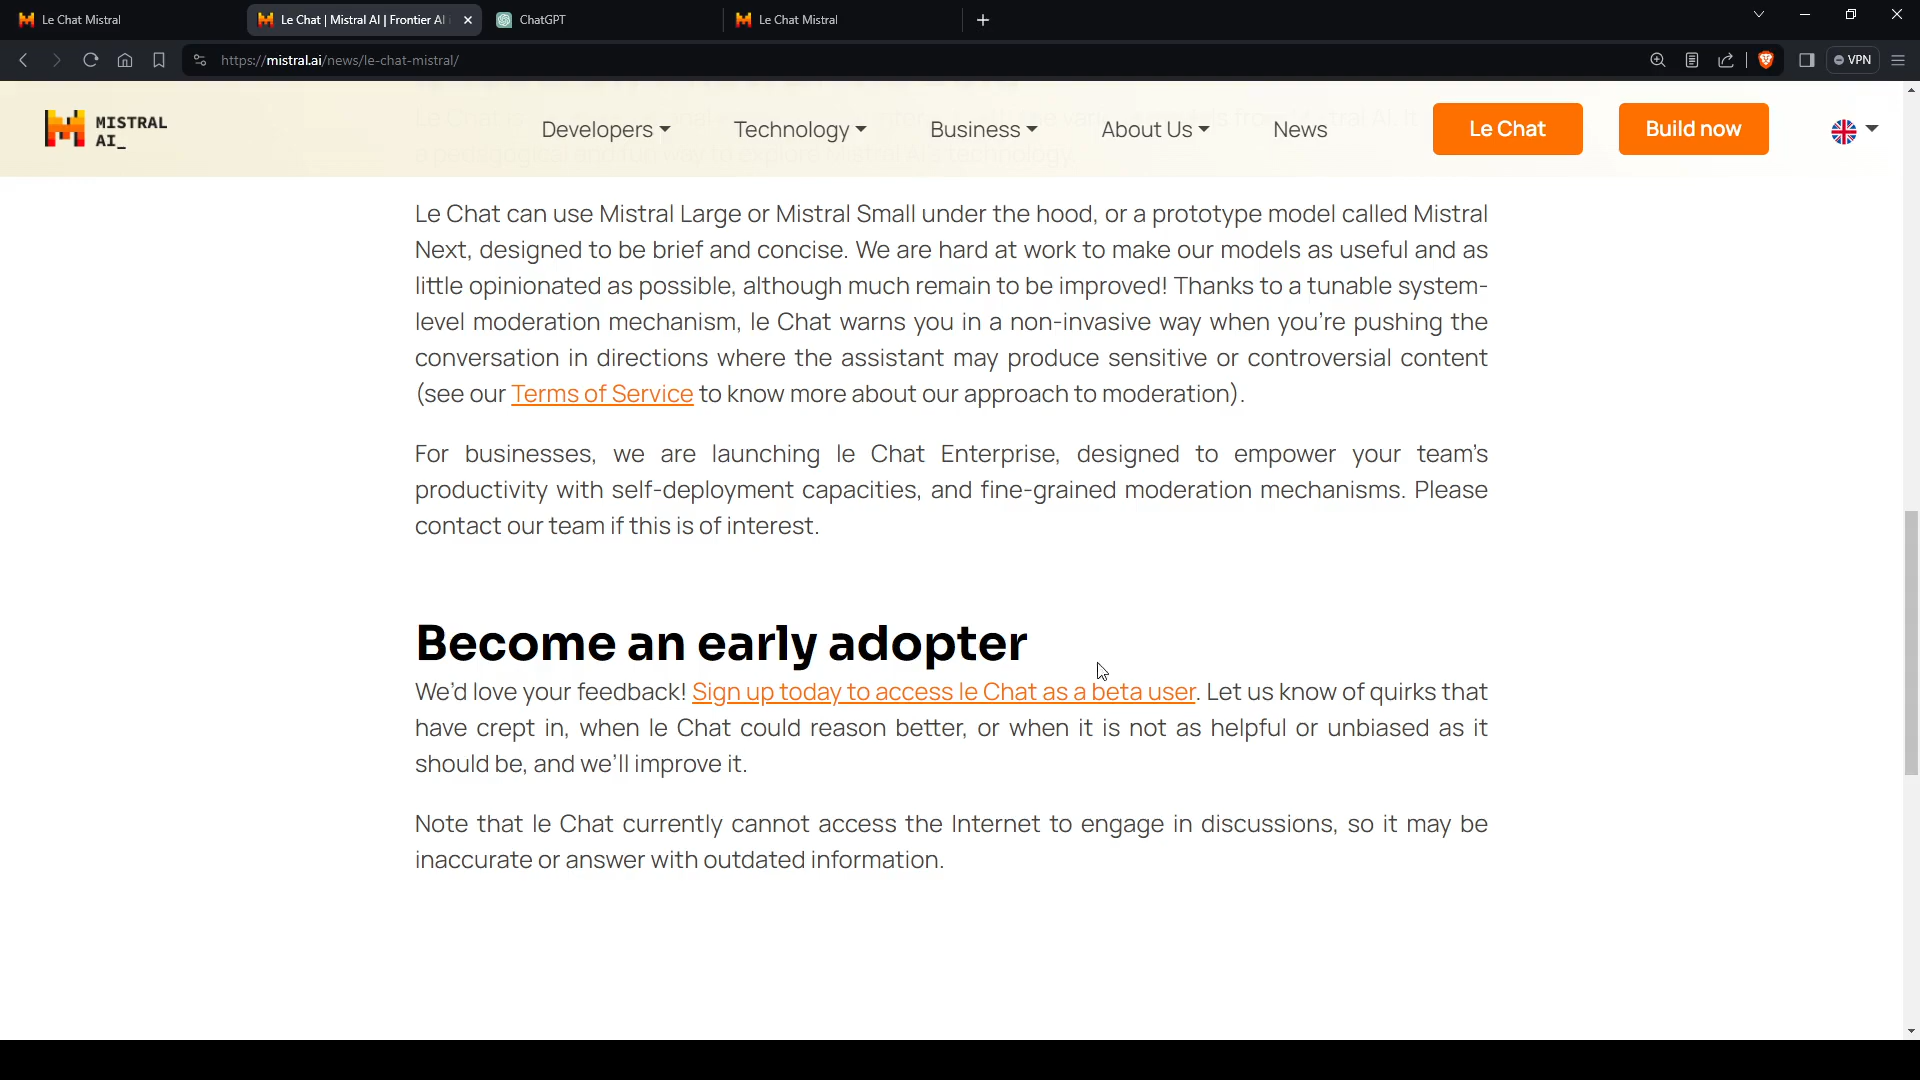 Le Chat Mistral
Le Chat | Mistral AI | Frontier AI
ChatGPT
Le Chat Mistral
https://mistral.ai/news/le-chat-mistral/
VPN
MISTRAL
AI_
Developers
Technology
Business
About Us
News
Le Chat
Build now
Le Chat can use Mistral Large or Mistral Small under the hood, or a prototype model called Mistral
Next, designed to be brief and concise. We are hard at work to make our models as useful and as
little opinionated as possible, although much remain to be improved! Thanks to a tunable system-
level moderation mechanism, le Chat warns you in a non-invasive way when you're pushing the
conversation in directions where the assistant may produce sensitive or controversial content
(see our Terms of Service to know more about our approach to moderation).
For businesses, we are launching le Chat Enterprise, designed to empower your team's
productivity with self-deployment capacities, and fine-grained moderation mechanisms. Please
contact our team if this is of interest.
Become an early adopter
We'd love your feedback! Sign up today to access le Chat as a beta user. Let us know of quirks that
have crept in, when le Chat could reason better, or when it is not as helpful or unbiased as it
should be, and we'll improve it.
Note that le Chat currently cannot access the Internet to engage in discussions, so it may be
inaccurate or answer with outdated information.